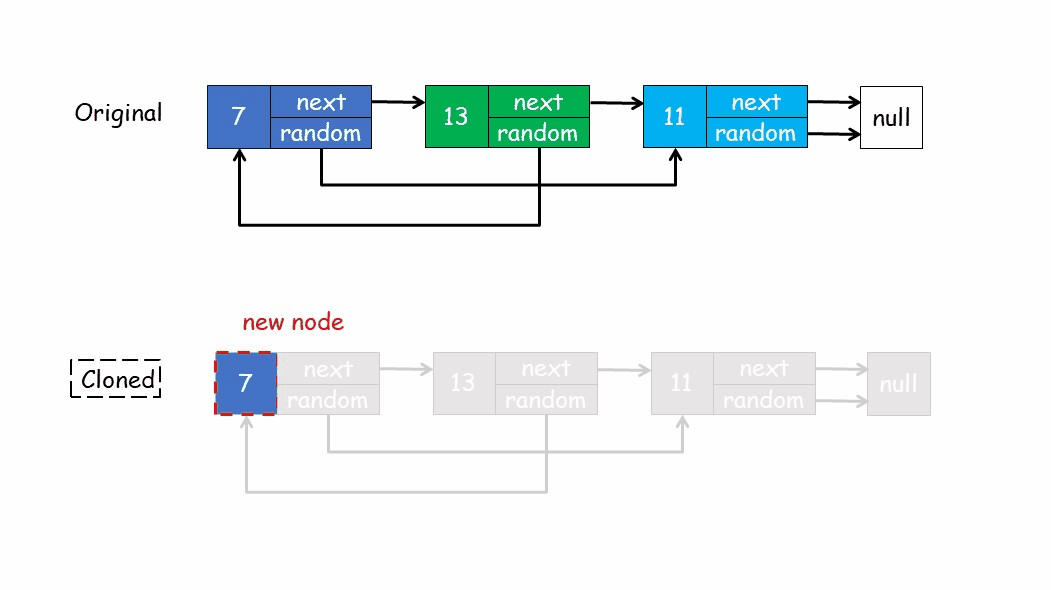 Original
7 next 13 next 11 next null
random random random
new node
Cloned
7 next 13 next 11 next null
random random random